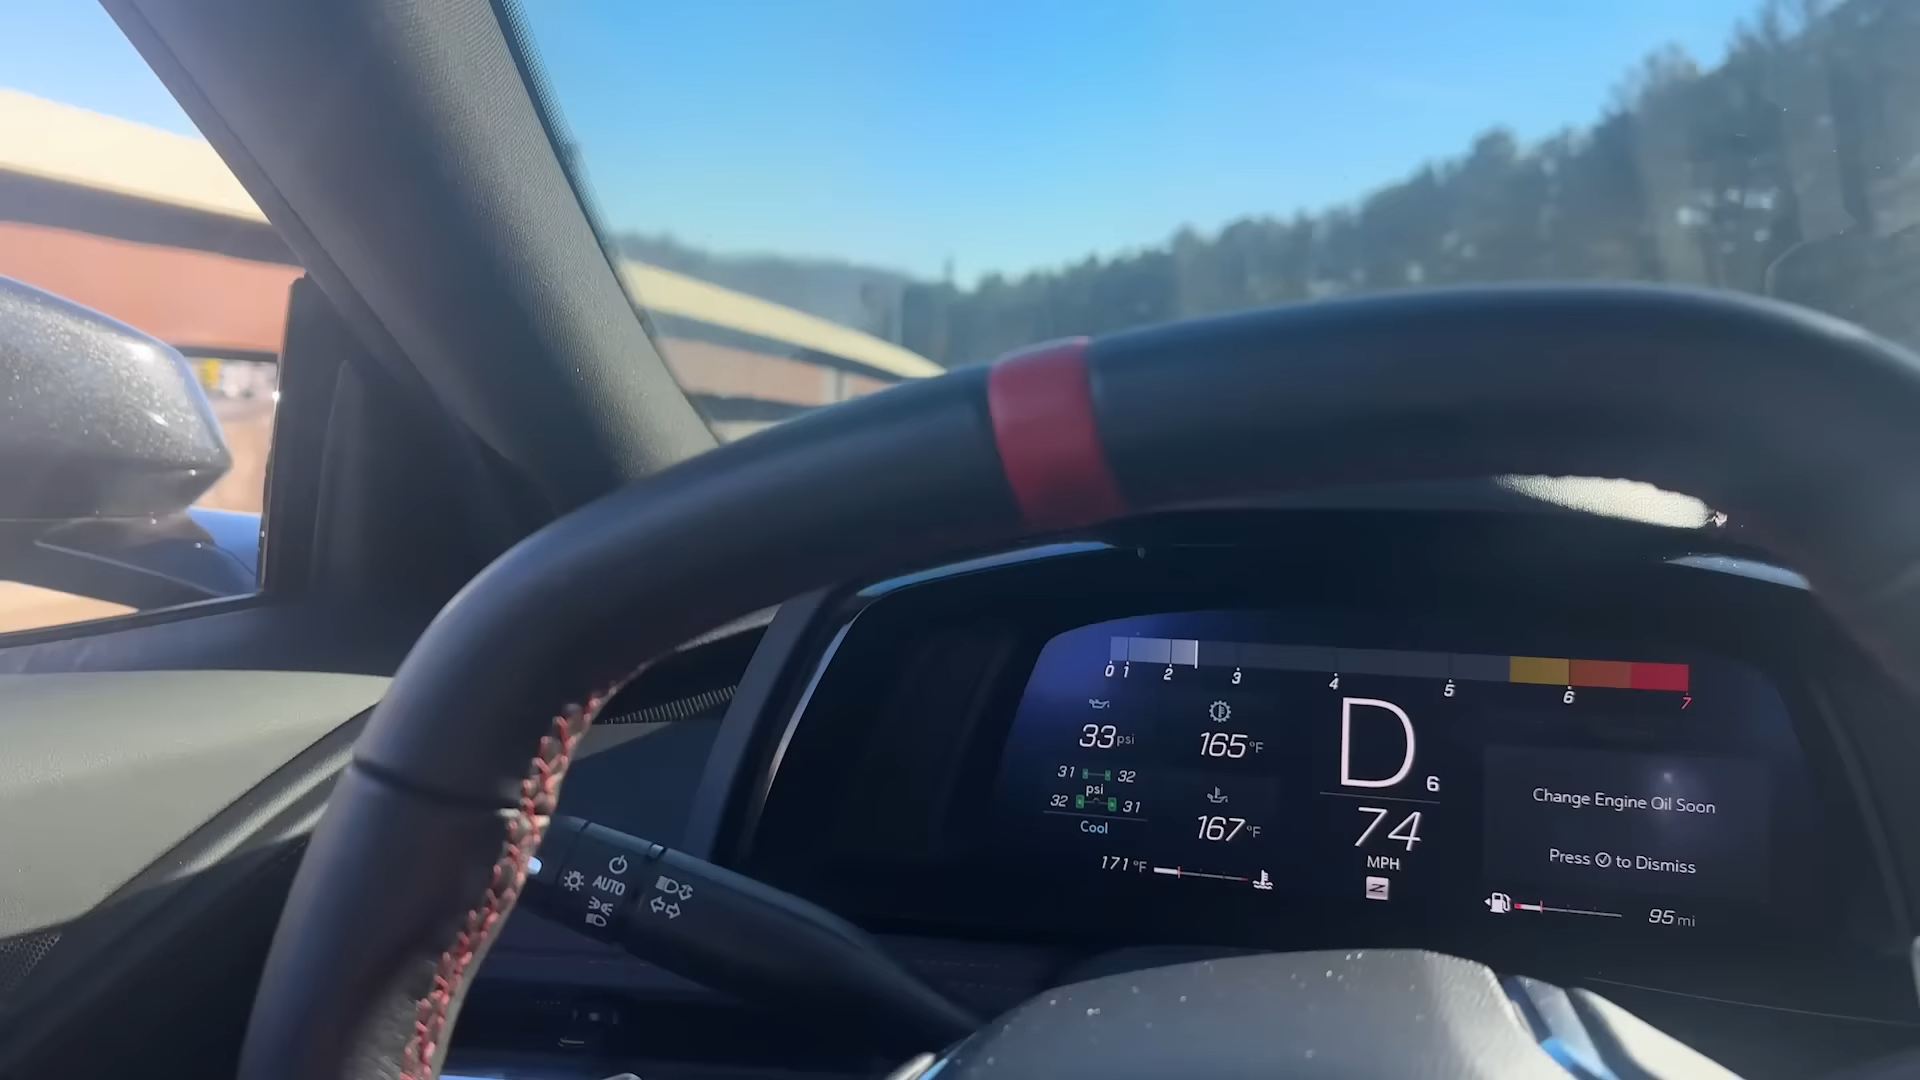 0 1 2 3 4 5 6 7
33 psi
165 °F
31 32
psi
32 31
Cool
167 °F
171 °F
D 6
74
MPH
Z
Change Engine Oil Soon
Press to Dismiss
95 mi
AUTO